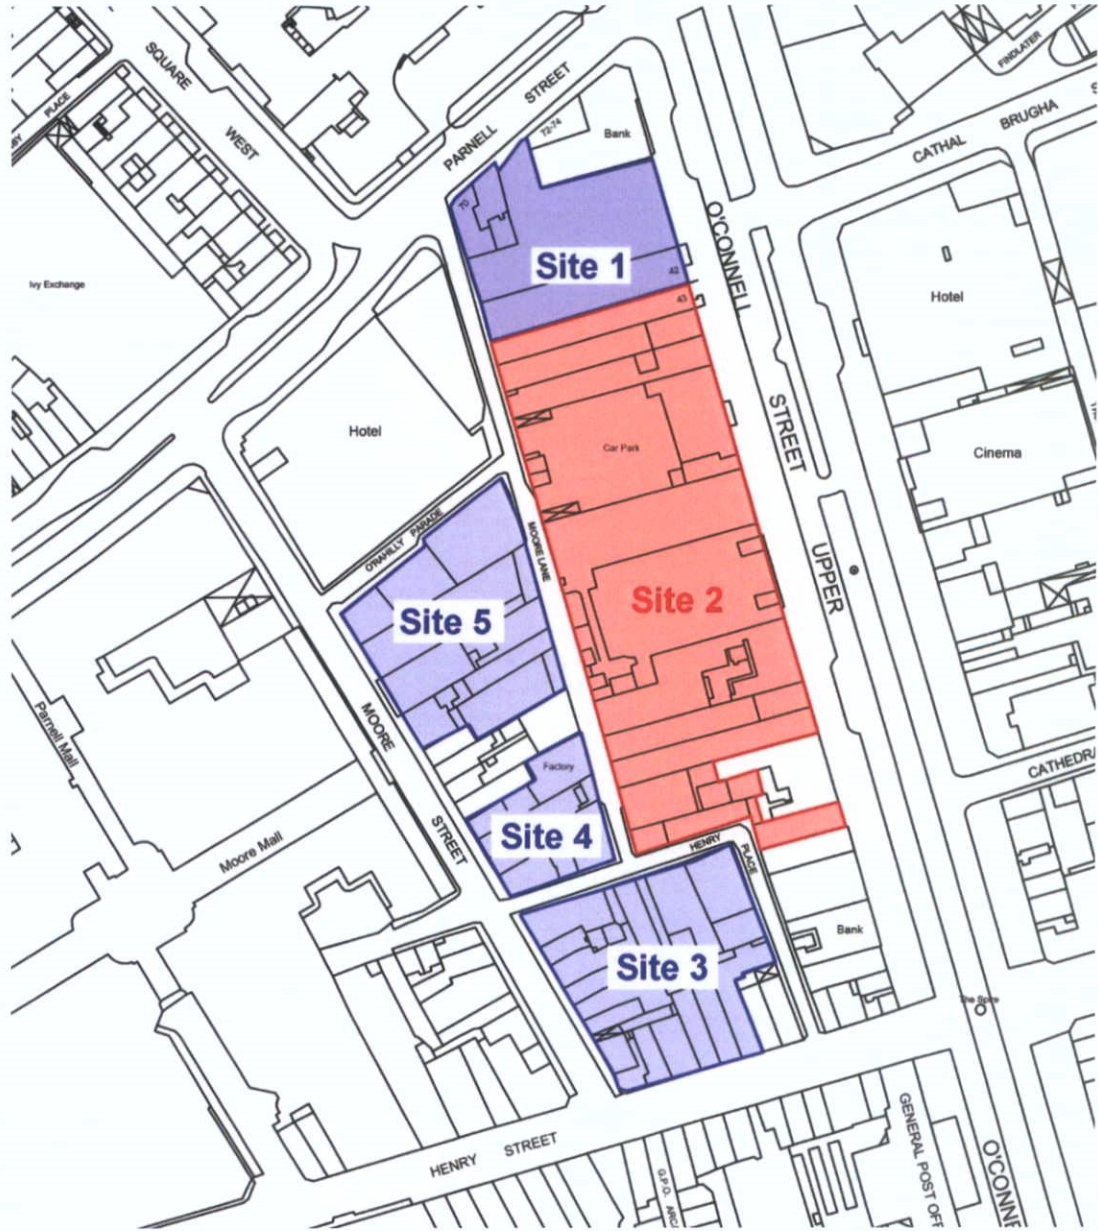 SQUARE
WEST
PLACE
PARNELL
STREET
72-74
Bank
70
FINDLATER
CATHAL
BRUGHA
Site 1
42
43
O'CONNELL
STREET
UPPER
Ivy Exchange
Hotel
Hotel
Car Park
Cinema
O'RAHILLY PARADE
MOORE LANE
Site 5
Site 2
MOORE
STREET
Parnell Mall
Moore Mall
Factory
Site 4
HENRY
PLACE
CATHEDRA
Site 3
Bank
The Spire
HENRY STREET
G.P.O. ARC
GENERAL POST OF
O'CONN